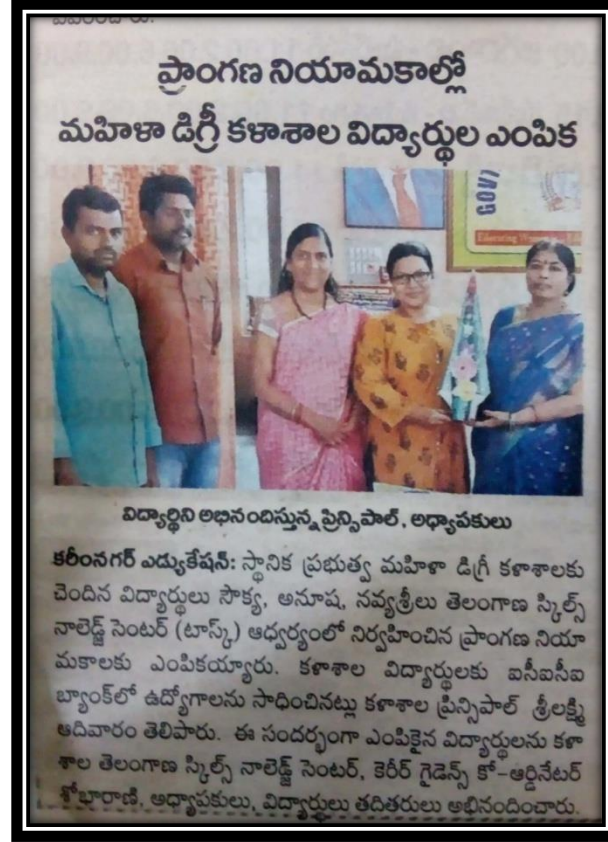 ప్రాంగణ నియామకాల్లో
మహిళా డిగ్రీ కళాశాల విద్యార్థుల ఎంపిక
GOVT
విద్యార్థిని అభినందిస్తున్న ప్రిన్సిపాల్, అధ్యాపకులు
కరీంనగర్ ఎడ్యుకేషన్: స్థానిక ప్రభుత్వ మహిళా డిగ్రీ కళాశాలకు
చెందిన విద్యార్థులు సౌక్య, అనూష, నవ్యశ్రీలు తెలంగాణ స్కిల్స్
నాలెడ్జ్ సెంటర్ (టాస్క్) ఆధ్వర్యంలో నిర్వహించిన ప్రాంగణ నియా
మకాలకు ఎంపికయ్యారు. కళాశాల విద్యార్థులకు ఐసీఐసీఐ
బ్యాంక్‌లో ఉద్యోగాలను సాధించినట్లు కళాశాల ప్రిన్సిపాల్ శ్రీలక్ష్మి
ఆదివారం తెలిపారు. ఈ సందర్భంగా ఎంపికైన విద్యార్థులను కళా
శాల తెలంగాణ స్కిల్స్ నాలెడ్జ్ సెంటర్, కెరీర్ గైడెన్స్ కో-ఆర్డినేటర్
శోభారాణి, అధ్యాపకులు, విద్యార్థులు తదితరులు అభినందించారు.